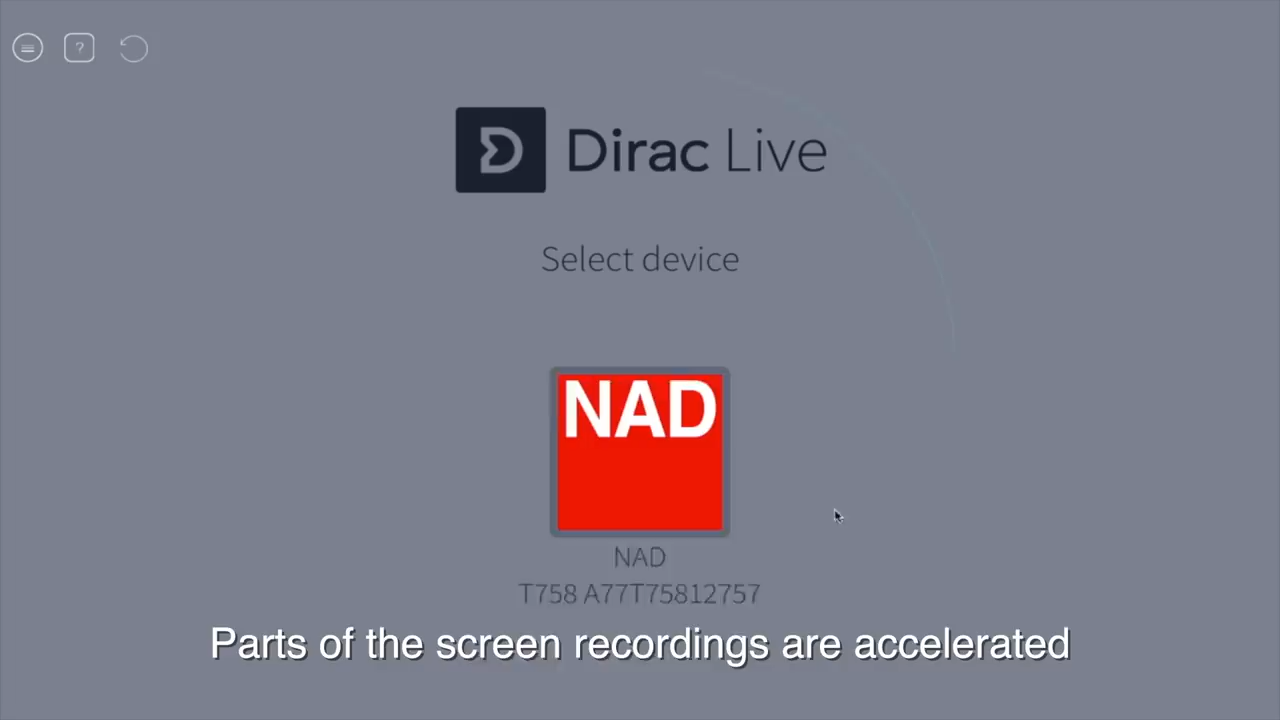 ?
Dirac Live
Select device
NAD
NAD
T758 A77T75812757
Parts of the screen recordings are accelerated